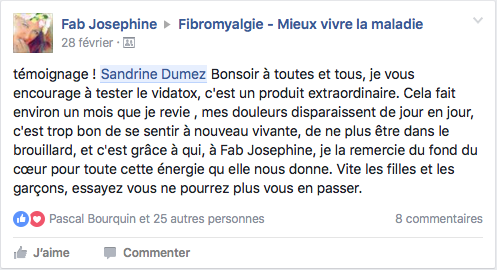 Fab Josephine ▸ Fibromyalgie - Mieux vivre la maladie
28 février ·
témoignage ! Sandrine Dumez Bonsoir à toutes et tous, je vous
encourage à tester le vidatox, c'est un produit extraordinaire. Cela fait
environ un mois que je revie , mes douleurs disparaissent de jour en jour,
c'est trop bon de se sentir à nouveau vivante, de ne plus être dans le
brouillard, et c'est grâce à qui, à Fab Josephine, je la remercie du fond du
cœur pour toute cette énergie qu elle nous donne. Vite les filles et les
garçons, essayez vous ne pourrez plus vous en passer.
Pascal Bourquin et 25 autres personnes 8 commentaires
J'aime Commenter